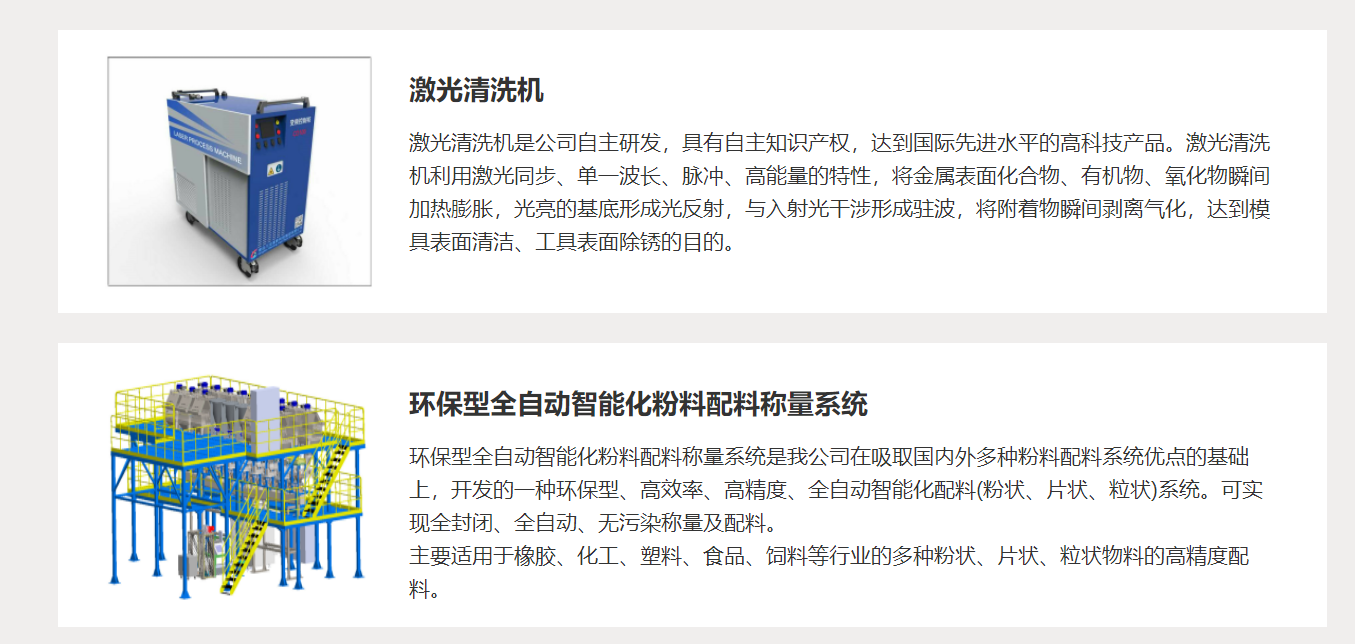 激光清洗机
激光清洗机是公司自主研发，具有自主知识产权，达到国际先进水平的高科技产品。激光清洗
机利用激光同步、单一波长、脉冲、高能量的特性，将金属表面化合物、有机物、氧化物瞬间
加热膨胀，光亮的基底形成光反射，与入射光干涉形成驻波，将附着物瞬间剥离气化，达到模
具表面清洁、工具表面除锈的目的。
LASER PROCESS MACHINE
环保型全自动智能化粉料配料称量系统
环保型全自动智能化粉料配料称量系统是我公司在吸取国内外多种粉料配料系统优点的基础
上，开发的一种环保型、高效率、高精度、全自动智能化配料(粉状、片状、粒状)系统。可实
现全封闭、全自动、无污染称量及配料。
主要适用于橡胶、化工、塑料、食品、饲料等行业的多种粉状、片状、粒状物料的高精度配
料。